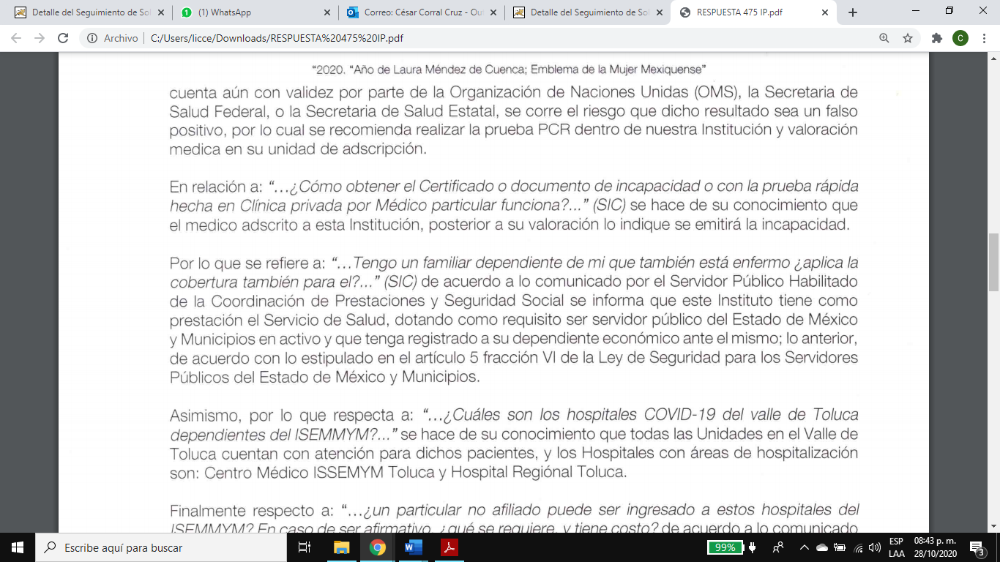 Detalle del Seguimiento de Sol
(1) WhatsApp
Correo: César Corral Cruz - Out
Detalle del Seguimiento de Sol
RESPUESTA 475 IP.pdf
Archivo
C:/Users/licce/Downloads/RESPUESTA%20475%20IP.pdf
C
“2020. “Año de Laura Méndez de Cuenca; Emblema de la Mujer Mexiquense”
cuenta aún con validez por parte de la Organización de Naciones Unidas (OMS), la Secretaria de
Salud Federal, o la Secretaria de Salud Estatal, se corre el riesgo que dicho resultado sea un falso
positivo, por lo cual se recomienda realizar la prueba PCR dentro de nuestra Institución y valoración
medica en su unidad de adscripción.
En relación a: “…¿Cómo obtener el Certificado o documento de incapacidad o con la prueba rápida
hecha en Clínica privada por Médico particular funciona?...” (SIC) se hace de su conocimiento que
el medico adscrito a esta Institución, posterior a su valoración lo indique se emitirá la incapacidad.
Por lo que se refiere a: “…Tengo un familiar dependiente de mi que también está enfermo ¿aplica la
cobertura también para el?...” (SIC) de acuerdo a lo comunicado por el Servidor Público Habilitado
de la Coordinación de Prestaciones y Seguridad Social se informa que este Instituto tiene como
prestación el Servicio de Salud, dotando como requisito ser servidor público del Estado de México
y Municipios en activo y que tenga registrado a su dependiente económico ante el mismo; lo anterior,
de acuerdo con lo estipulado en el artículo 5 fracción VI de la Ley de Seguridad para los Servidores
Públicos del Estado de México y Municipios.
Asimismo, por lo que respecta a: “…¿Cuáles son los hospitales COVID-19 del valle de Toluca
dependientes del ISEMMYM?...” se hace de su conocimiento que todas las Unidades en el Valle de
Toluca cuentan con atención para dichos pacientes, y los Hospitales con áreas de hospitalización
son: Centro Médico ISSEMYM Toluca y Hospital Regiónal Toluca.
Finalmente respecto a: “…¿un particular no afiliado puede ser ingresado a estos hospitales del
ISEMMYM? En caso de ser afirmativo, ¿qué se requiere, y tiene costo? de acuerdo a lo comunicado
Escribe aquí para buscar
99%
ESP
LAA
08:43 p. m.
28/10/2020
3